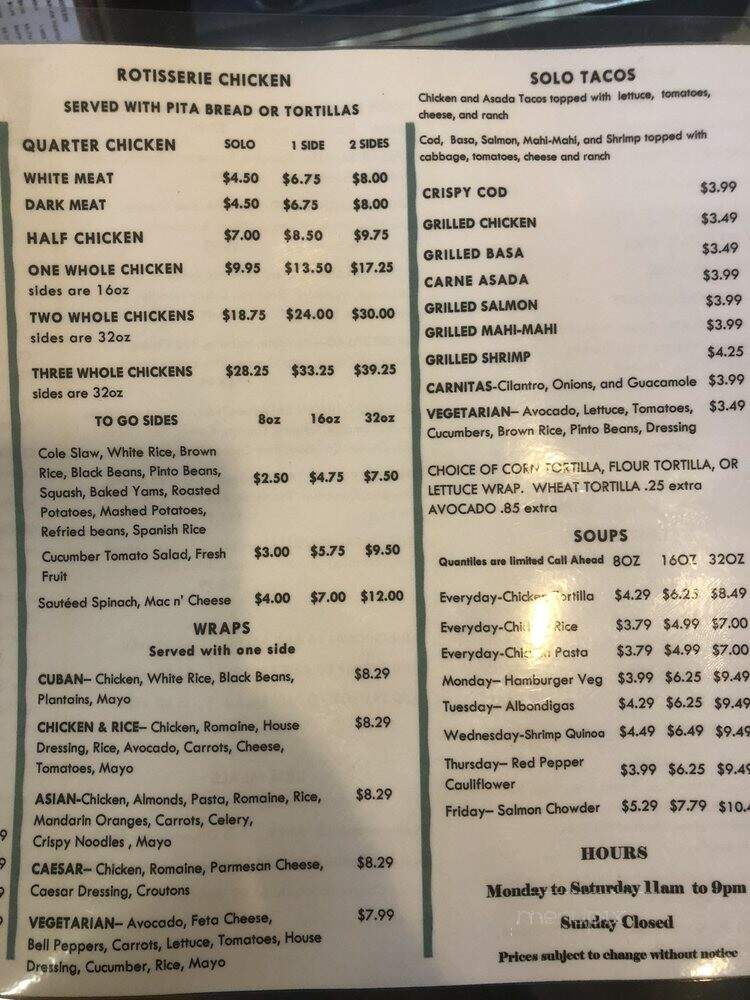 ROTISSERIE CHICKEN
SERVED WITH PITA BREAD OR TORTILLAS
QUARTER CHICKEN SOLO 1 SIDE 2 SIDES
WHITE MEAT $4.50 $6.75 $8.00
DARK MEAT $4.50 $6.75 $8.00
HALF CHICKEN $7.00 $8.50 $9.75
ONE WHOLE CHICKEN $9.95 $13.50 $17.25
sides are 16oz
TWO WHOLE CHICKENS $18.75 $24.00 $30.00
sides are 32oz
THREE WHOLE CHICKENS $28.25 $33.25 $39.25
sides are 32oz
TO GO SIDES 8oz 16oz 32oz
Cole Slaw, White Rice, Brown
Rice, Black Beans, Pinto Beans,
Squash, Baked Yams, Roasted $2.50 $4.75 $7.50
Potatoes, Mashed Potatoes,
Refried beans, Spanish Rice
Cucumber Tomato Salad, Fresh $3.00 $5.75 $9.50
Fruit
Sautéed Spinach, Mac n' Cheese $4.00 $7.00 $12.00
WRAPS
Served with one side
CUBAN– Chicken, White Rice, Black Beans, $8.29
Plantains, Mayo
CHICKEN & RICE– Chicken, Romaine, House $8.29
Dressing, Rice, Avocado, Carrots, Cheese,
Tomatoes, Mayo
ASIAN-Chicken, Almonds, Pasta, Romaine, Rice, $8.29
Mandarin Oranges, Carrots, Celery,
Crispy Noodles , Mayo
CAESAR– Chicken, Romaine, Parmesan Cheese, $8.29
Caesar Dressing, Croutons
VEGETARIAN– Avocado, Feta Cheese, $7.99
Bell Peppers, Carrots, Lettuce, Tomatoes, House
Dressing, Cucumber, Rice, Mayo
SOLO TACOS
Chicken and Asada Tacos topped with lettuce, tomatoes,
cheese, and ranch
Cod, Basa, Salmon, Mahi-Mahi, and Shrimp topped with
cabbage, tomatoes, cheese and ranch
CRISPY COD $3.99
GRILLED CHICKEN $3.49
GRILLED BASA $3.49
CARNE ASADA $3.99
GRILLED SALMON $3.99
GRILLED MAHI-MAHI $3.99
GRILLED SHRIMP $4.25
CARNITAS-Cilantro, Onions, and Guacamole $3.99
VEGETARIAN– Avocado, Lettuce, Tomatoes, $3.49
Cucumbers, Brown Rice, Pinto Beans, Dressing
CHOICE OF CORN TORTILLA, FLOUR TORTILLA, OR
LETTUCE WRAP. WHEAT TORTILLA .25 extra
AVOCADO .85 extra
SOUPS
Quantiles are limited Call Ahead 8OZ 16OZ 32OZ
Everyday-Chicken Tortilla $4.29 $6.25 $8.49
Everyday-Chicken Rice $3.79 $4.99 $7.00
Everyday-Chicken Pasta $3.79 $4.99 $7.00
Monday– Hamburger Veg $3.99 $6.25 $9.49
Tuesday– Albondigas $4.29 $6.25 $9.49
Wednesday-Shrimp Quinoa $4.49 $6.49 $9.49
Thursday– Red Pepper $3.99 $6.25 $9.49
Cauliflower
Friday– Salmon Chowder $5.29 $7.79 $10.4
HOURS
Monday to Saturday 11am to 9pm
Sunday Closed
Prices subject to change without notice